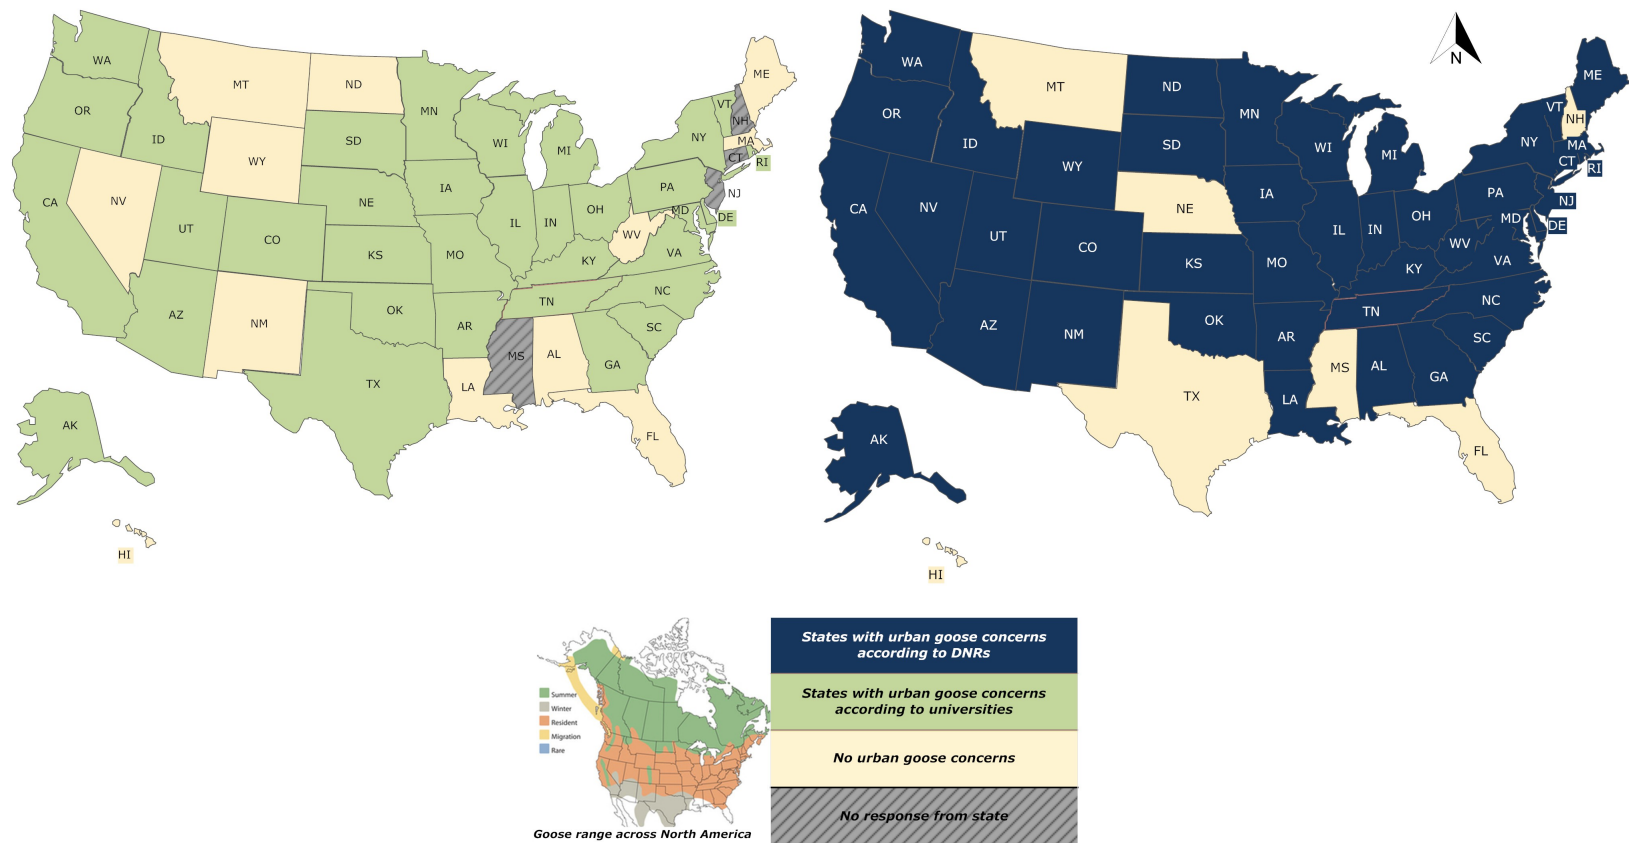 WA
MT
ND
ME
OR
ID
MN
VT
NH
SD
WI
MI
NY
MA
WY
CT
RI
CA
NV
NE
IA
PA
NJ
UT
CO
IL
IN
OH
MD
DE
WV
KS
MO
KY
VA
AZ
NM
OK
AR
TN
NC
SC
TX
LA
MS
AL
GA
FL
AK
HI
N
WA
MT
ND
ME
OR
ID
MN
VT
NH
SD
WI
MI
NY
MA
CT
RI
WY
CA
NV
NE
IA
PA
NJ
UT
CO
IL
IN
OH
MD
DE
WV
KS
MO
KY
VA
AZ
NM
OK
AR
TN
NC
SC
TX
LA
MS
AL
GA
FL
AK
HI
Summer
Winter
Resident
Migration
Rare
Goose range across North America
States with urban goose concerns
according to DNRs
States with urban goose concerns
according to universities
No urban goose concerns
No response from state